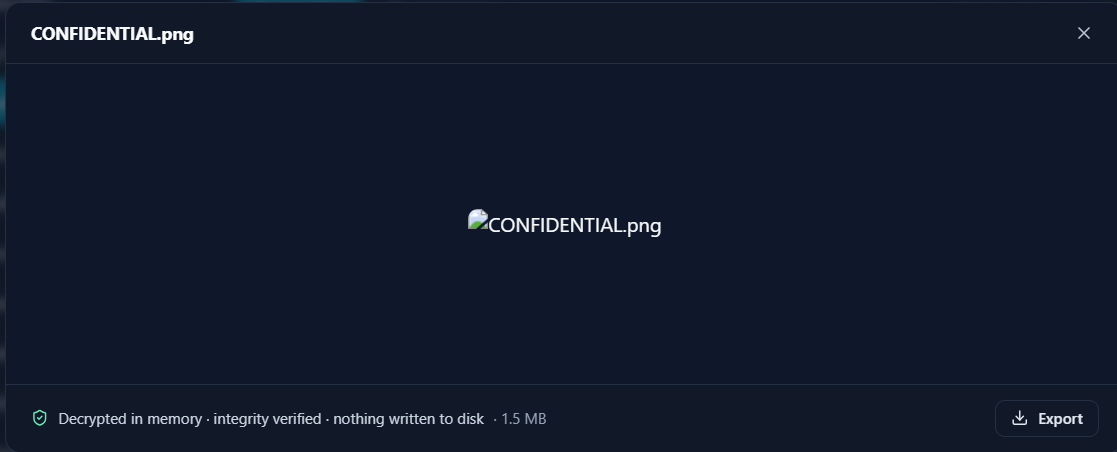 CONFIDENTIAL.png
CONFIDENTIAL.png
Decrypted in memory · integrity verified · nothing written to disk · 1.5 MB
Export